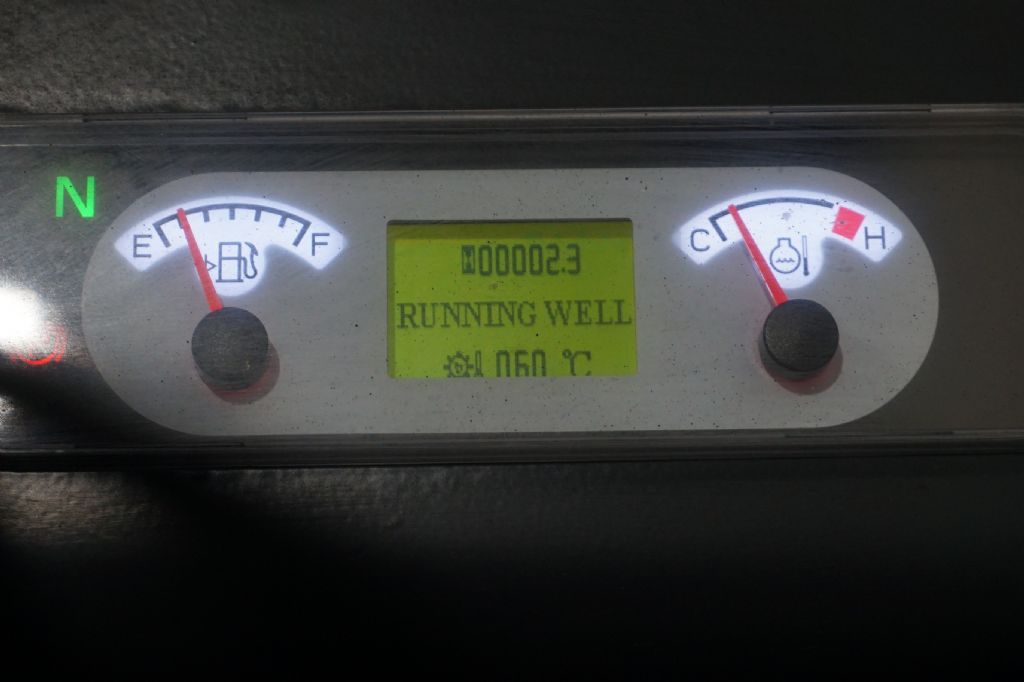 N
E F
00002.3
RUNNING WELL
060 °C
C H